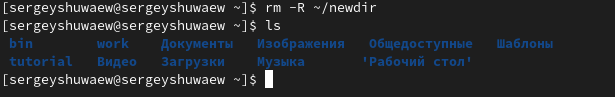 [sergeyshuwaew@sergeyshuwaew ~]$ rm -R ~/newdir
[sergeyshuwaew@sergeyshuwaew ~]$ ls
bin work Документы Изображения Общедоступные Шаблоны
tutorial Видео Загрузки Музыка 'Рабочий стол'
[sergeyshuwaew@sergeyshuwaew ~]$